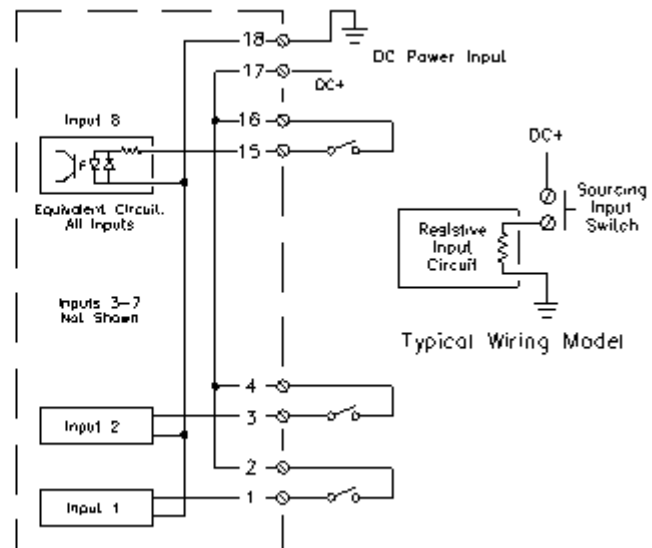 18
DC Power Input
17
DC+
Input 8
16
15
Equivalent Circuit,
All Inputs
DC+
Sourcing
Input
Switch
Resistive
Input
Circuit
Inputs 3-7
Not Shown
Typical Wiring Model
4
3
Input 2
2
1
Input 1